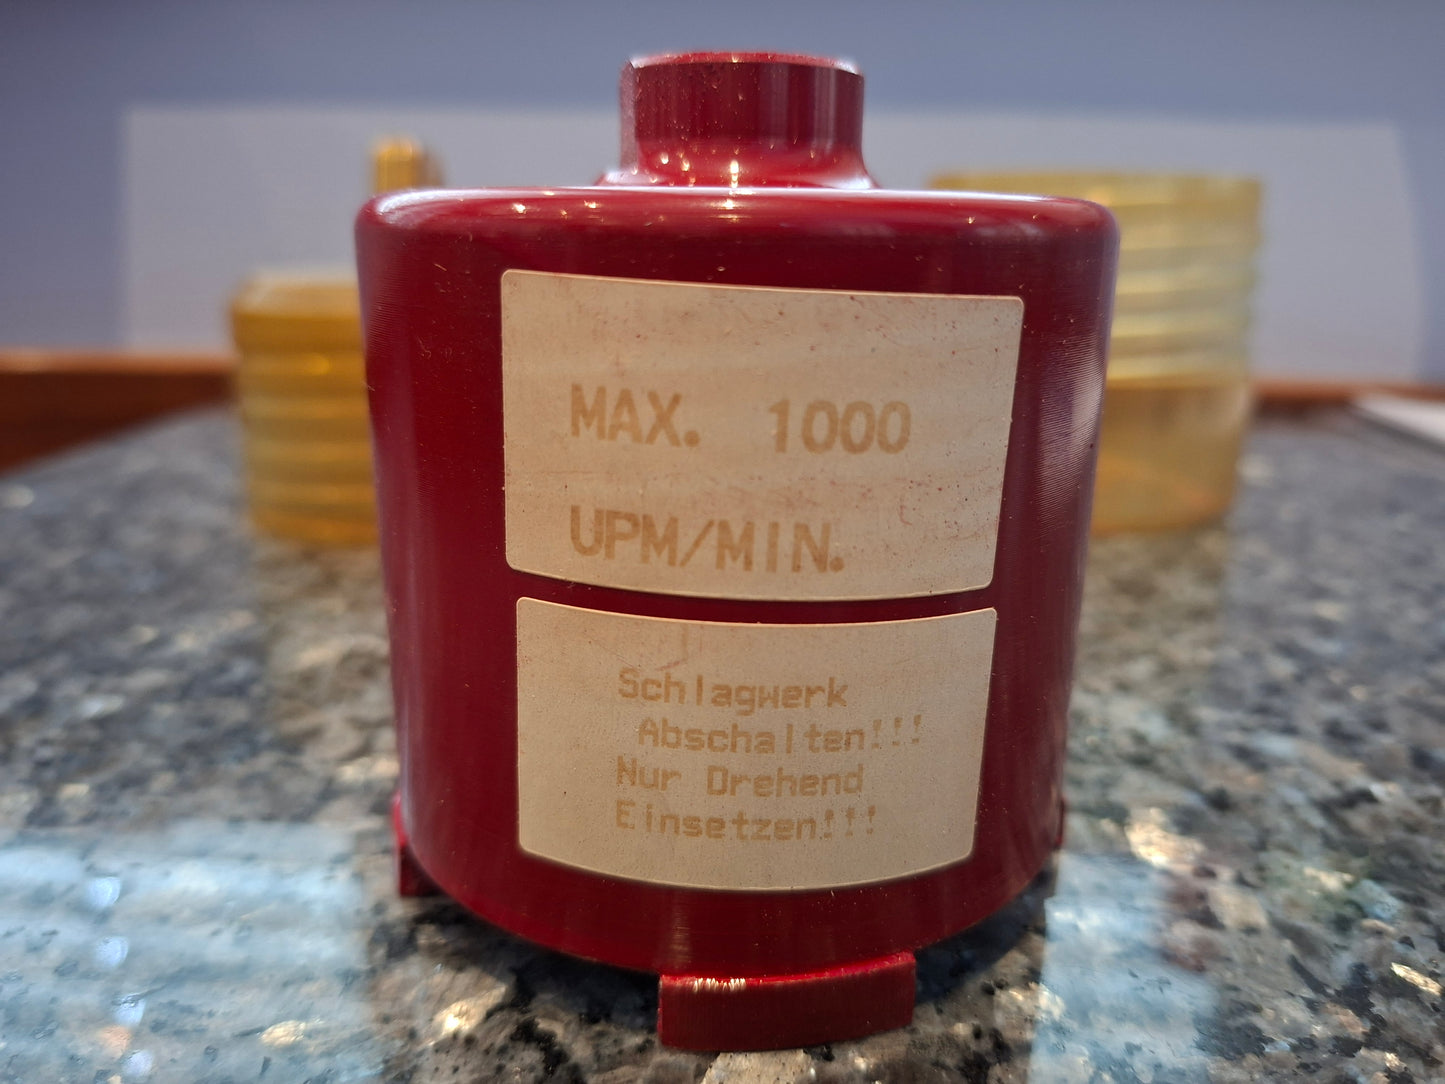 MAX. 1000
UPM/MIN.
Schlagwerk
Abschalten!!!
Nur Drehend
Einsetzen!!!